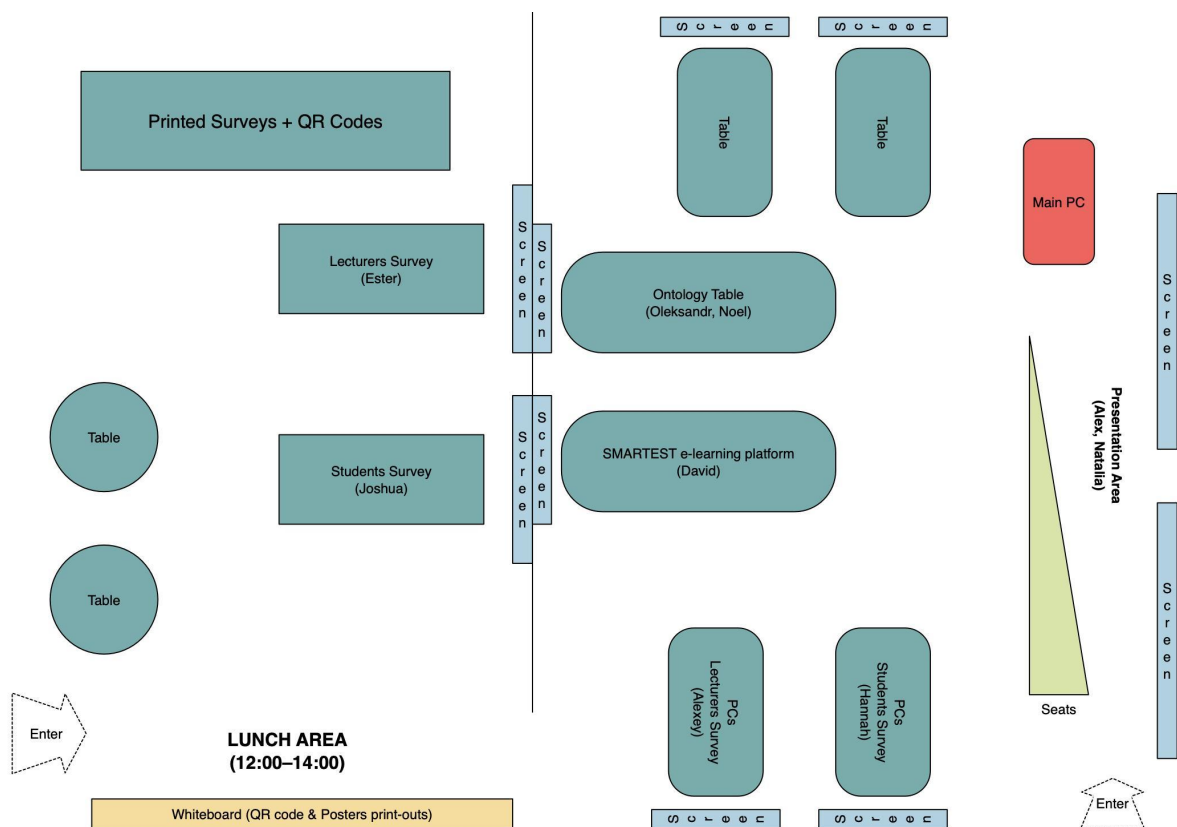 Screen
Screen
Printed Surveys + QR Codes
Table
Table
Main PC
Lecturers Survey
(Ester)
Screen
Screen
Ontology Table
(Oleksandr, Noel)
Screen
Table
Students Survey
(Joshua)
Screen
Screen
SMARTEST e-learning platform
(David)
Presentation Area
(Alex, Natalia)
Table
Screen
PCs
Lecturers Survey
(Alexey)
PCs
Students Survey
(Hannah)
Seats
Enter
LUNCH AREA
(12:00–14:00)
Whiteboard (QR code & Posters print-outs)
Screen
Screen
Enter